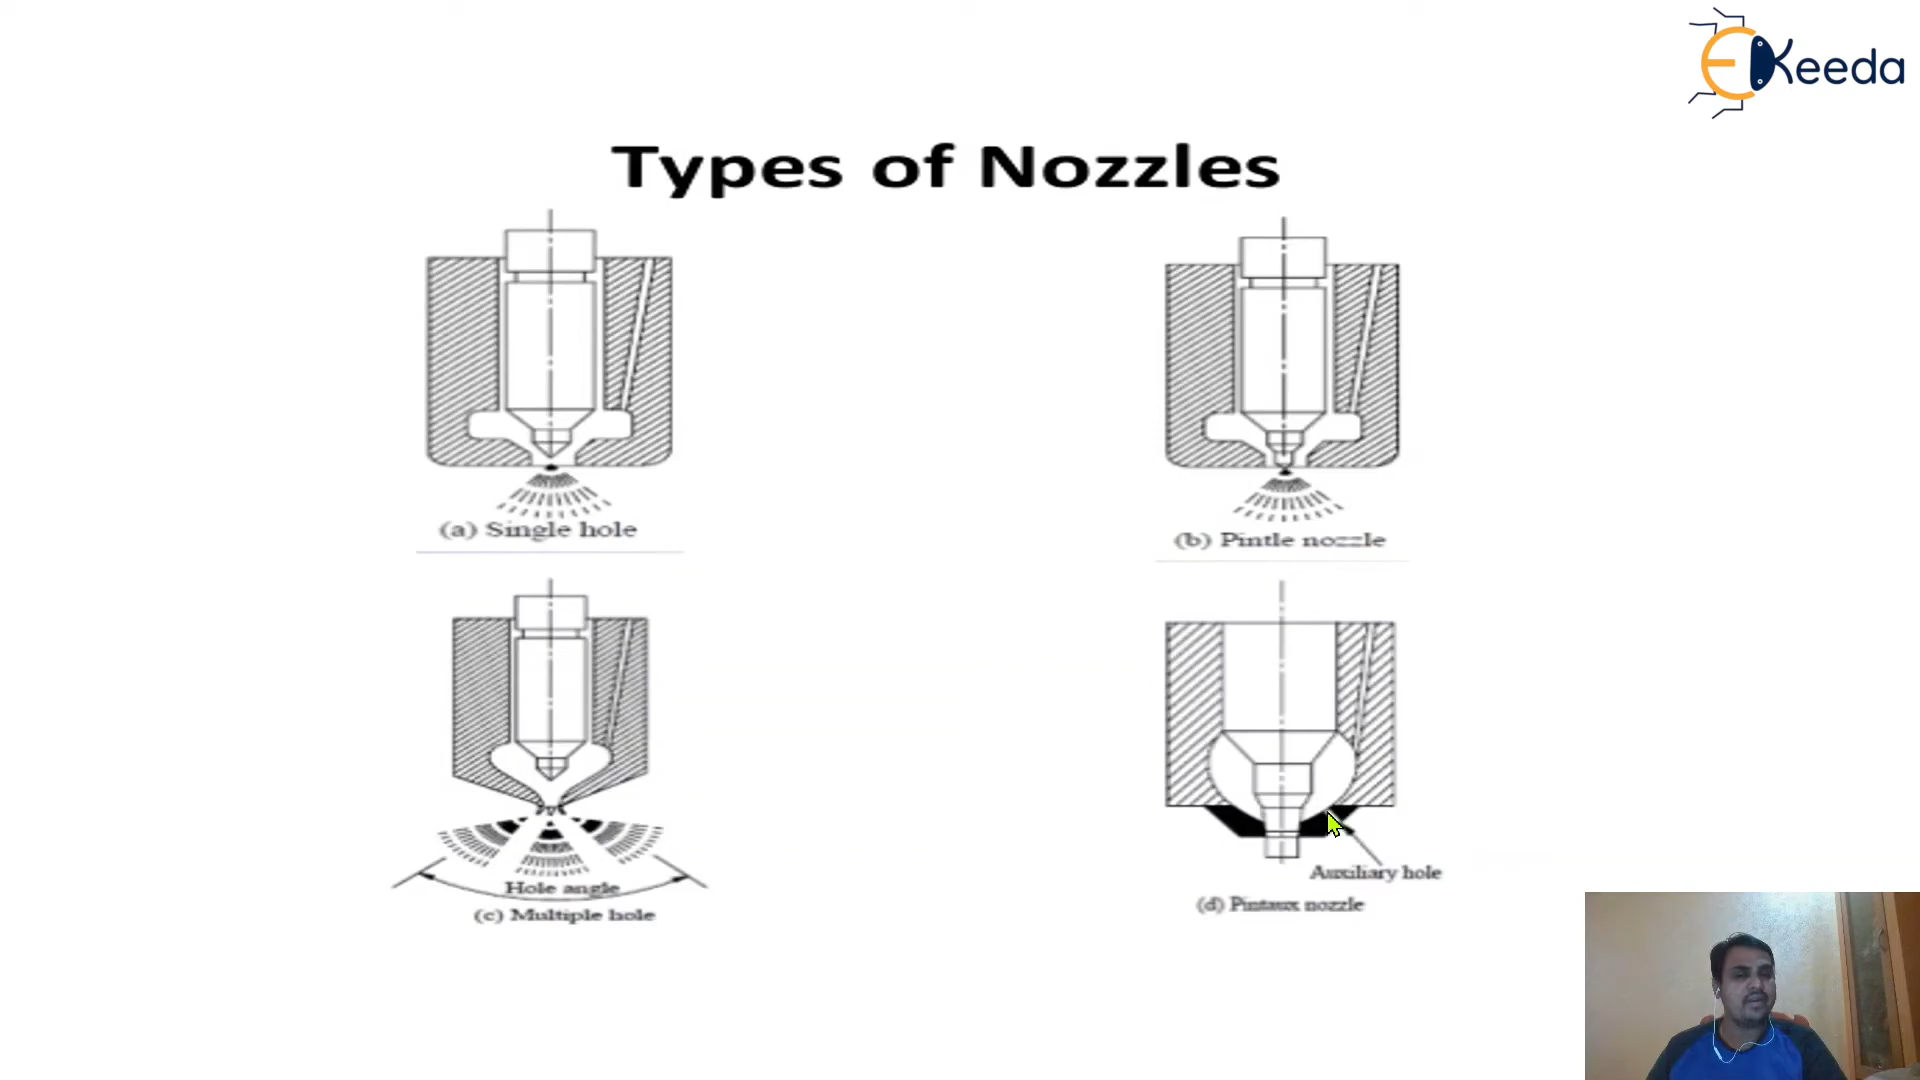 EKeeda
Types of Nozzles
(a) Single hole
(b) Pintle nozzle
Hole angle
(c) Multiple hole
Auxiliary hole
(d) Pintaux nozzle